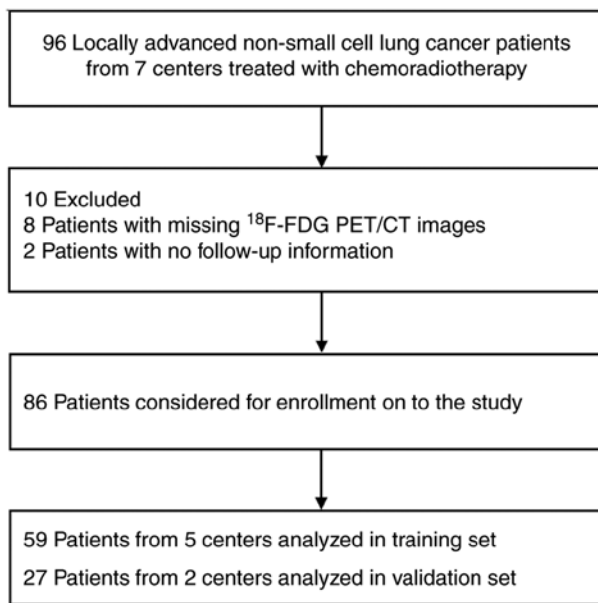 96 Locally advanced non-small cell lung cancer patients
from 7 centers treated with chemoradiotherapy
10 Excluded
8 Patients with missing ¹⁸F-FDG PET/CT images
2 Patients with no follow-up information
86 Patients considered for enrollment on to the study
59 Patients from 5 centers analyzed in training set
27 Patients from 2 centers analyzed in validation set